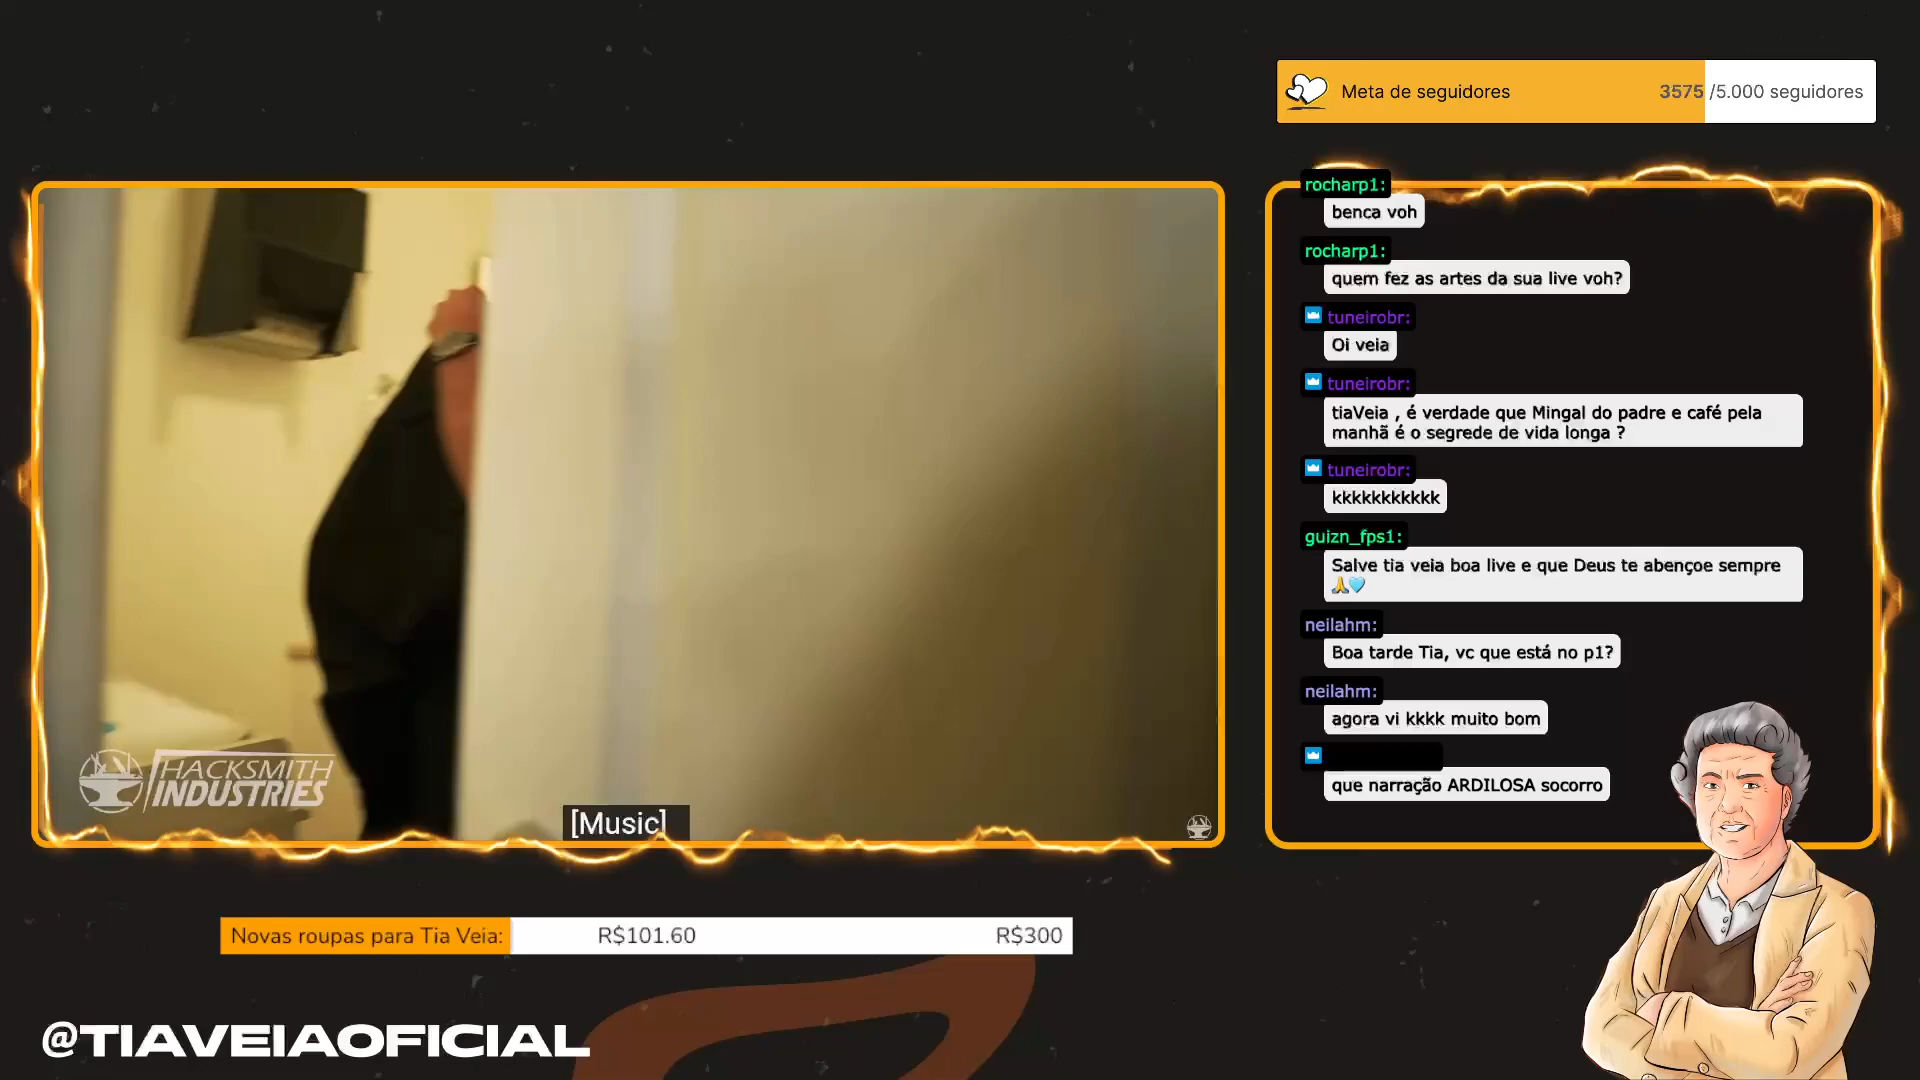 Meta de seguidores
3575 /5.000 seguidores
rocharp1:
benca voh
rocharp1:
quem fez as artes da sua live voh?
tuneirobr:
Oi veia
tuneirobr:
tiaVeia , é verdade que Mingal do padre e café pela
manhã é o segrede de vida longa ?
tuneirobr:
kkkkkkkkkkk
guizn_fps1:
Salve tia veia boa live e que Deus te abençoe sempre
🙏🩵
neilahm:
Boa tarde Tia, vc que está no p1?
neilahm:
agora vi kkkk muito bom
que narração ARDILOSA socorro
HACKSMITH
INDUSTRIES
[Music]
Novas roupas para Tia Veia: R$101.60 R$300
@TIAVEIAOFICIAL